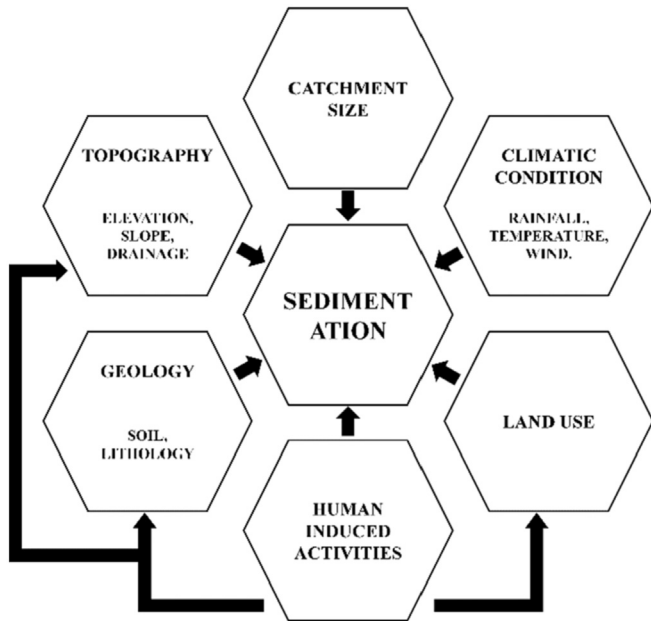 CATCHMENT
SIZE
TOPOGRAPHY
ELEVATION,
SLOPE,
DRAINAGE
CLIMATIC
CONDITION
RAINFALL,
TEMPERATURE,
WIND.
SEDIMENT
ATION
GEOLOGY
SOIL,
LITHOLOGY
LAND USE
HUMAN
INDUCED
ACTIVITIES